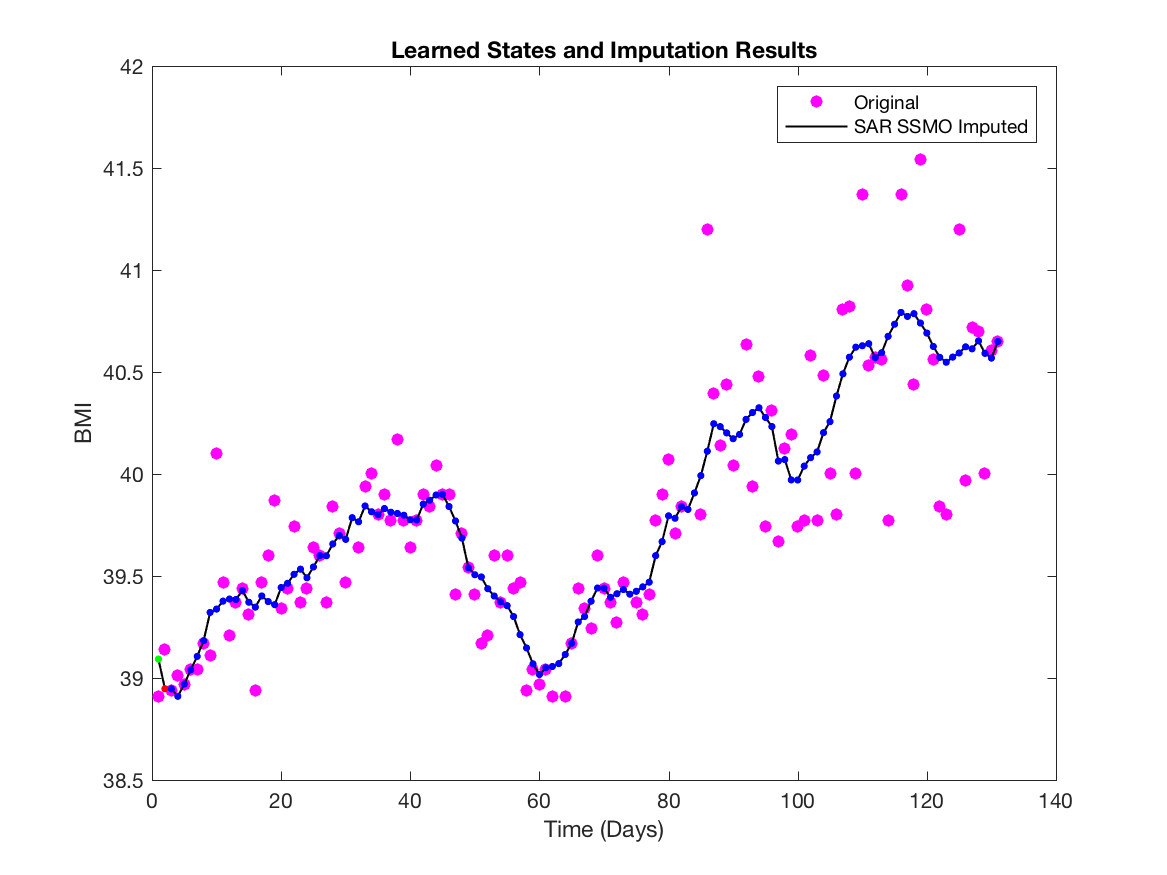 Learned States and Imputation Results
Original
SAR SSMO Imputed
42
41.5
41
40.5
40
39.5
39
38.5
BMI
0 20 40 60 80 100 120 140
Time (Days)